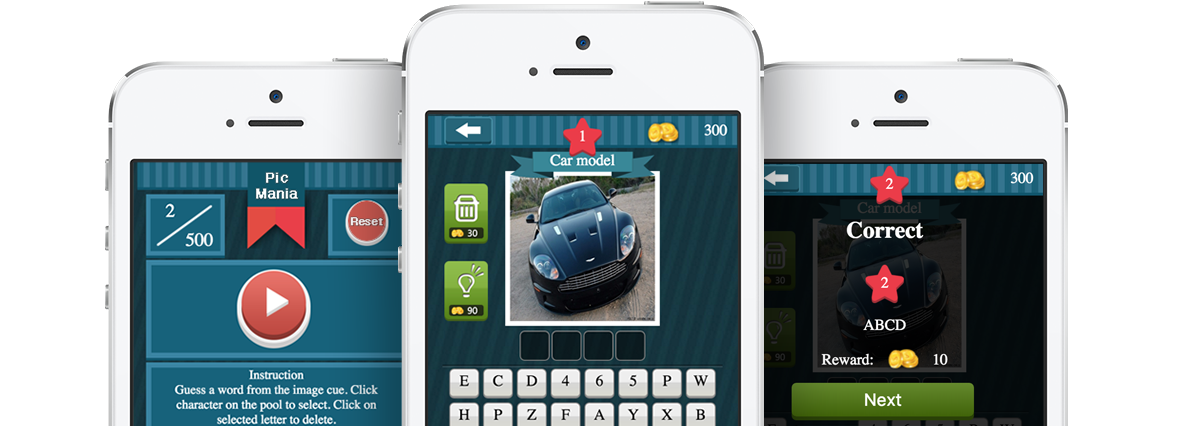 Pic
Mania
2
500
Reset
Instruction
Guess a word from the image cue. Click
character on the pool to select. Click on
selected letter to delete.
1
300
Car model
30
90
E C D 4 6 5 P W
H P Z F A Y X B
2
300
Car model
Correct
2
ABCD
30
90
Reward: 10
Next